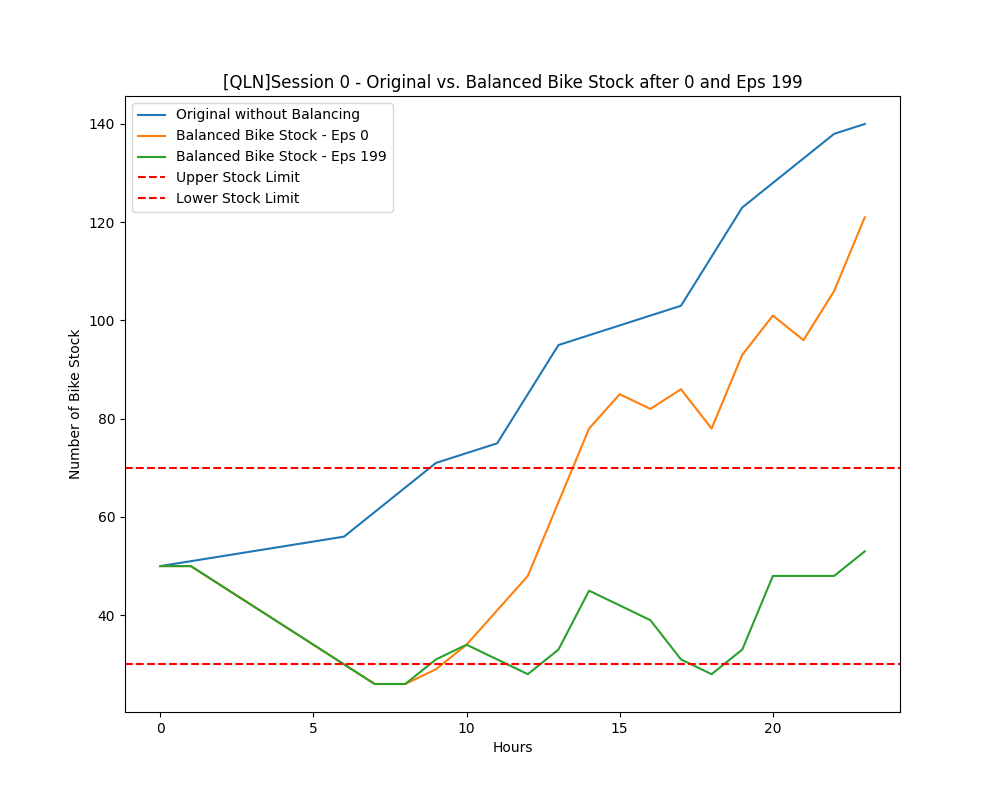 [QLN]Session 0 - Original vs. Balanced Bike Stock after 0 and Eps 199
Original without Balancing
Balanced Bike Stock - Eps 0
Balanced Bike Stock - Eps 199
Upper Stock Limit
Lower Stock Limit
140
120
100
80
60
40
Number of Bike Stock
0 5 10 15 20
Hours